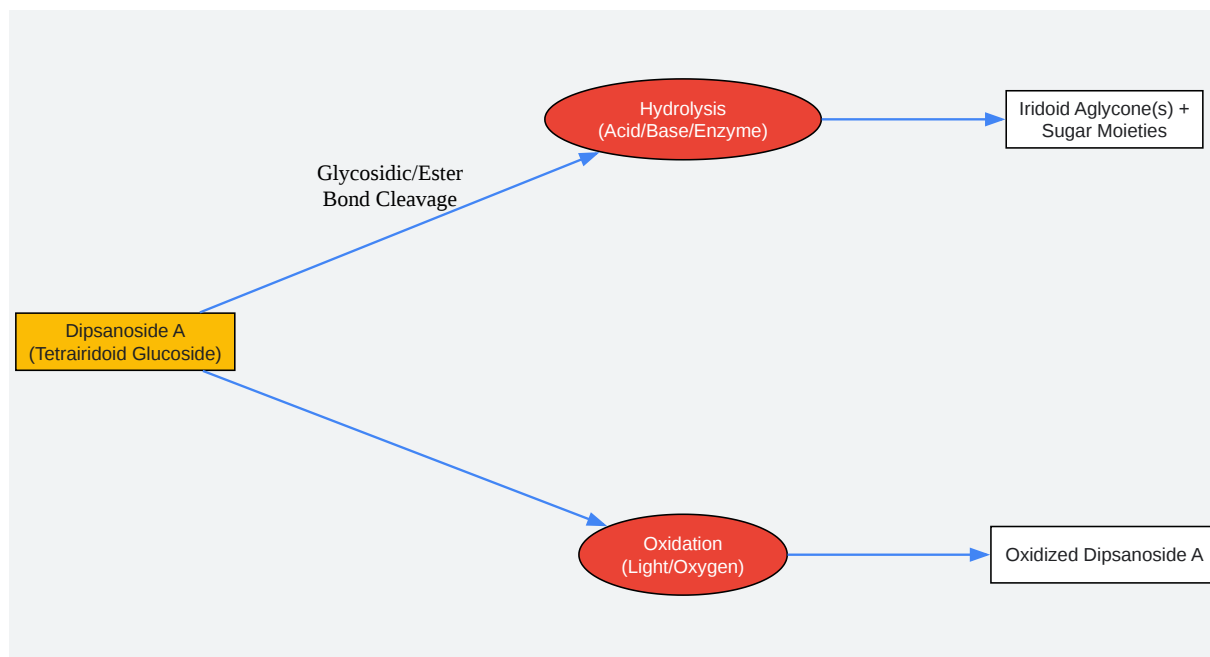 Hydrolysis
(Acid/Base/Enzyme)
Iridoid Aglycone(s) +
Sugar Moieties
Glycosidic/Ester
Bond Cleavage
Dipsanoside A
(Tetrairidoid Glucoside)
Oxidation
(Light/Oxygen)
Oxidized Dipsanoside A